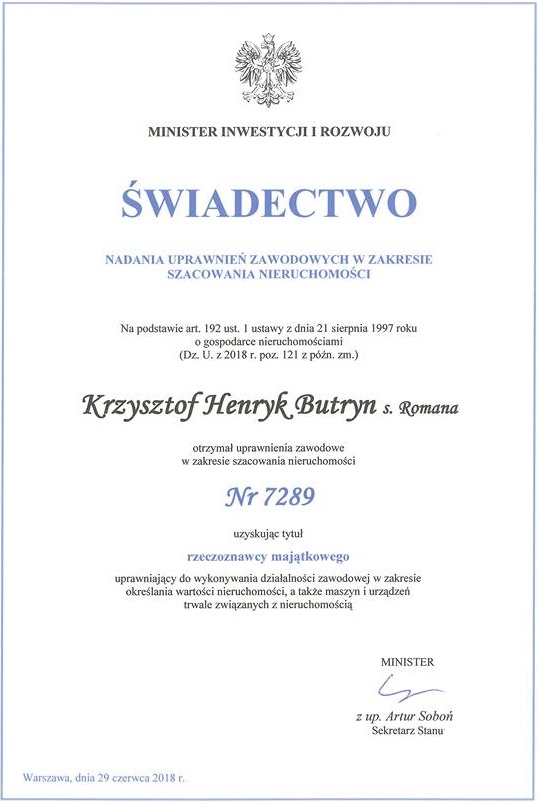 MINISTER INWESTYCJI I ROZWOJU
ŚWIADECTWO
NADANIA UPRAWNIEŃ ZAWODOWYCH W ZAKRESIE
SZACOWANIA NIERUCHOMOŚCI
Na podstawie art. 192 ust. 1 ustawy z dnia 21 sierpnia 1997 roku
o gospodarce nieruchomościami
(Dz. U. z 2018 r. poz. 121 z późn. zm.)
Krzysztof Henryk Butryn s. Romana
otrzymał uprawnienia zawodowe
w zakresie szacowania nieruchomości
Nr 7289
uzyskując tytuł
rzeczoznawcy majątkowego
uprawniający do wykonywania działalności zawodowej w zakresie
określania wartości nieruchomości, a także maszyn i urządzeń
trwale związanych z nieruchomością
MINISTER
z up. Artur Soboń
Sekretarz Stanu
Warszawa, dnia 29 czerwca 2018 r.